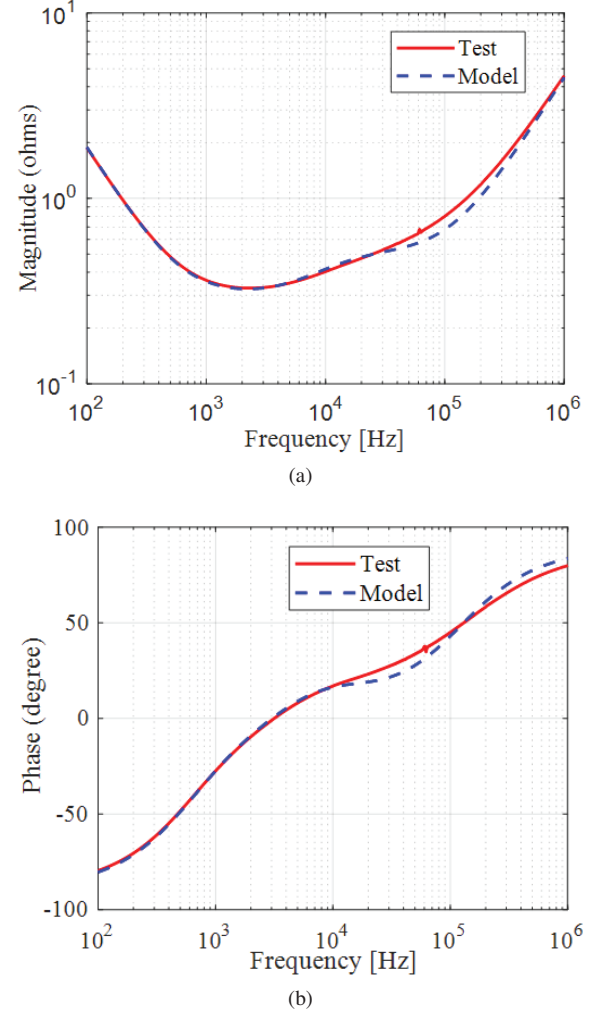 10^1
Test
Model
Magnitude (ohms)
10^0
10^-1
10^2 10^3 10^4 10^5 10^6
Frequency [Hz]
(a)
100
Test
Model
50
Phase (degree)
0
-50
-100
10^2 10^3 10^4 10^5 10^6
Frequency [Hz]
(b)